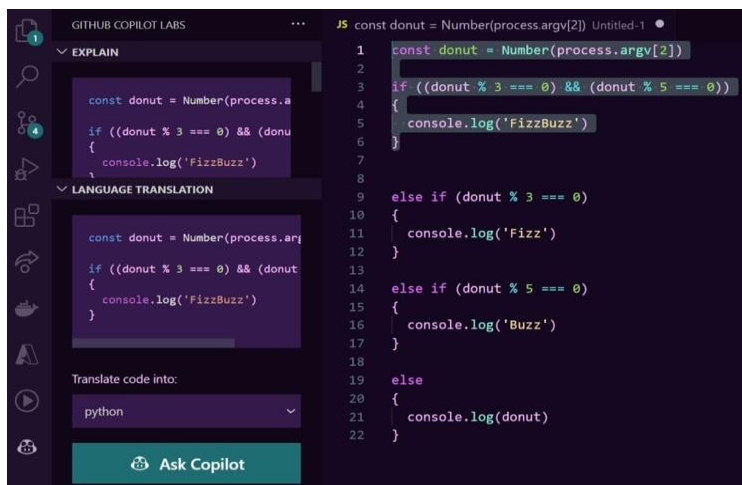 GITHUB COPILOT LABS
...
EXPLAIN
const donut = Number(process.a
if ((donut % 3 === 0) && (donu
{
console.log('FizzBuzz')
}
LANGUAGE TRANSLATION
const donut = Number(process.arg
if ((donut % 3 === 0) && (donut
{
console.log('FizzBuzz')
}
Translate code into:
python
Ask Copilot
1
4
JS const donut = Number(process.argv[2]) Untitled-1
1 const donut = Number(process.argv[2])
2
3 if ((donut % 3 === 0) && (donut % 5 === 0))
4 {
5 console.log('FizzBuzz')
6 }
7
8
9 else if (donut % 3 === 0)
10 {
11 console.log('Fizz')
12 }
13
14 else if (donut % 5 === 0)
15 {
16 console.log('Buzz')
17 }
18
19 else
20 {
21 console.log(donut)
22 }